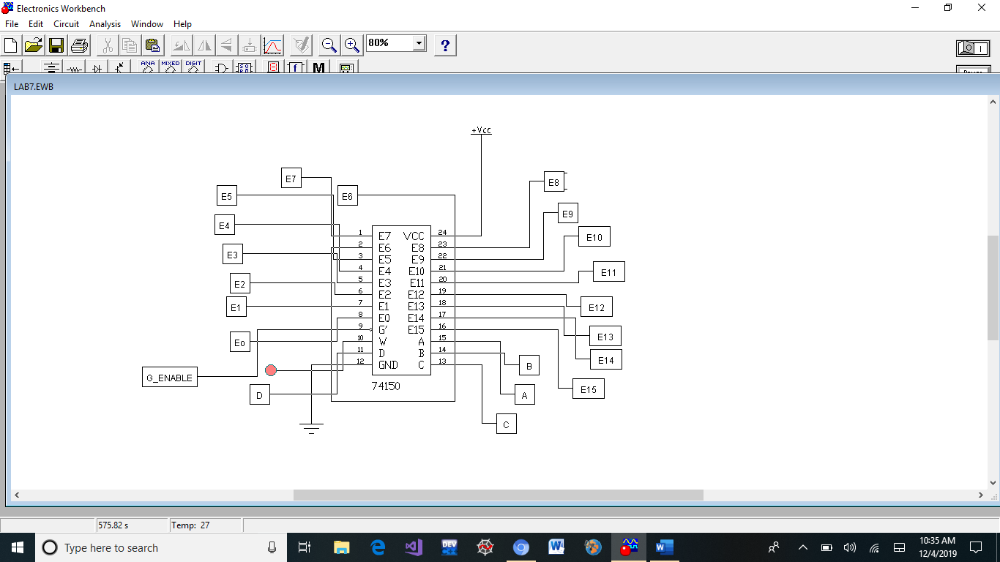 Electronics Workbench
File Edit Circuit Analysis Window Help
80%
?
ANA MIXED DIGIT
f M
LAB7.EWB
+Vcc
E7
E8
E5 E6
E9
E4
E10
E3
E11
E2
E1
E12
Eo
E13
E14
B
G_ENABLE
E15
D
A
C
1 E7 VCC 24
2 E6 E8 23
3 E5 E9 22
4 E4 E10 21
5 E3 E11 20
6 E2 E12 19
7 E1 E13 18
8 E0 E14 17
9 G' E15 16
10 W A 15
11 D B 14
12 GND C 13
74150
575.82 s Temp: 27
Type here to search
DEV
W
W
10:35 AM
12/4/2019